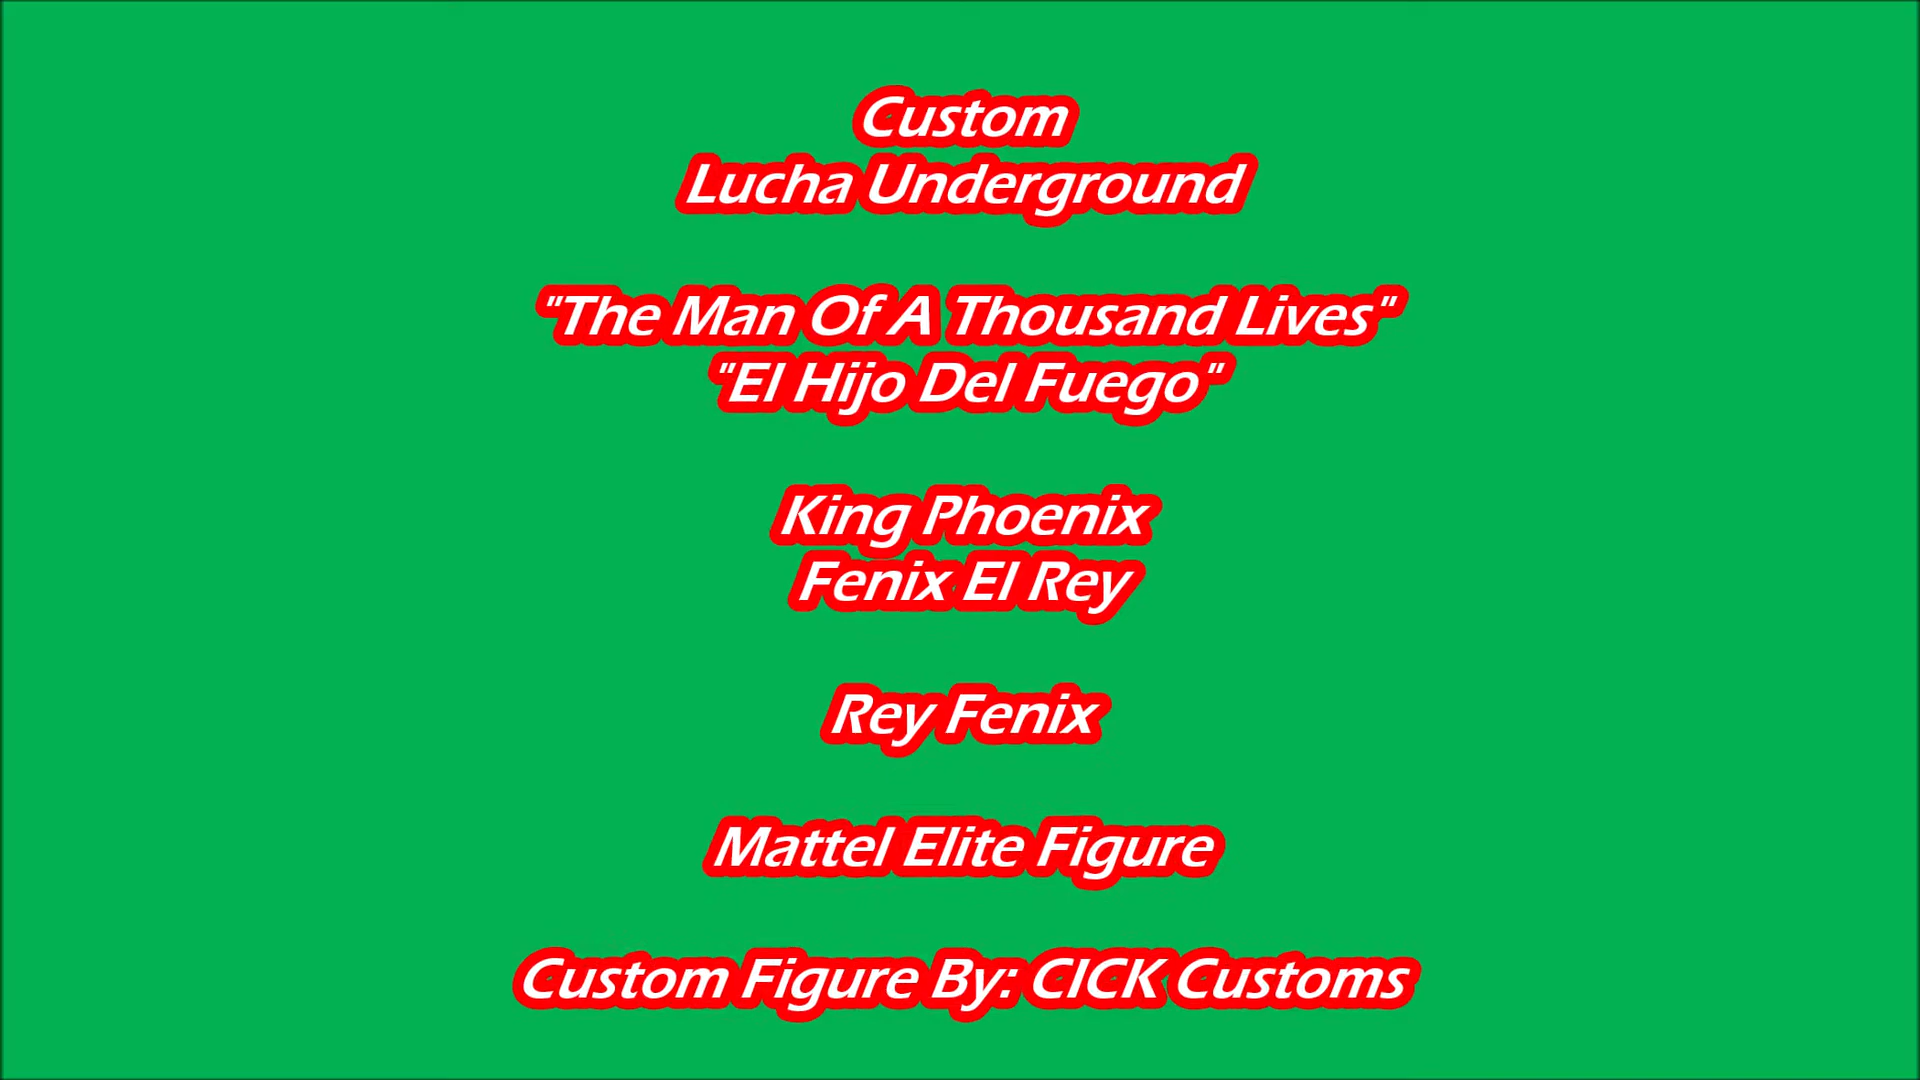 Custom
Lucha Underground
"The Man Of A Thousand Lives"
"El Hijo Del Fuego"
King Phoenix
Fenix El Rey
Rey Fenix
Mattel Elite Figure
Custom Figure By: CICK Customs